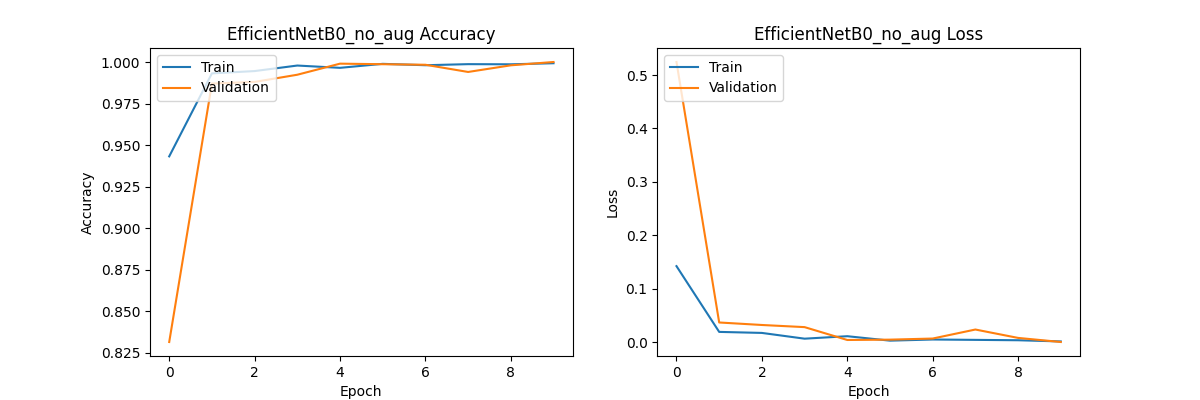 EfficientNetB0_no_aug Accuracy
Train
Validation
1.000
0.975
0.950
0.925
0.900
0.875
0.850
0.825
Accuracy
0 2 4 6 8
Epoch
EfficientNetB0_no_aug Loss
Train
Validation
0.5
0.4
0.3
0.2
0.1
0.0
Loss
0 2 4 6 8
Epoch